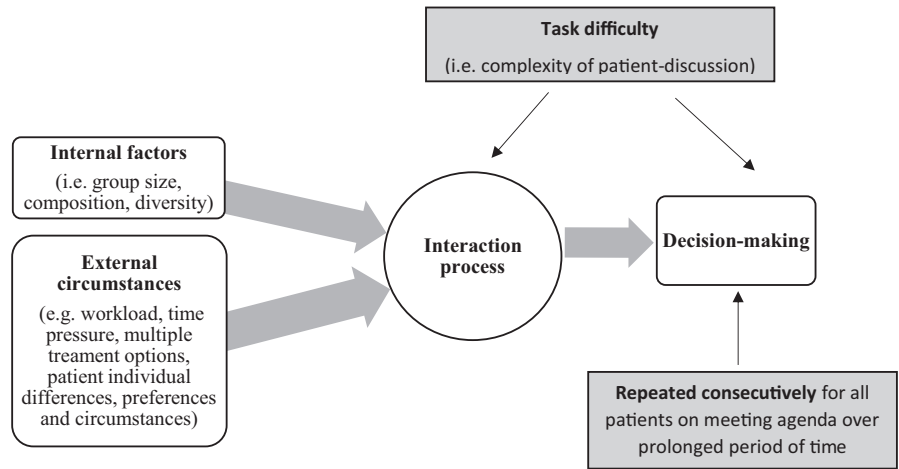 Task difficulty
(i.e. complexity of patient-discussion)
Internal factors
(i.e. group size,
composition, diversity)
External
circumstances
(e.g. workload, time
pressure, multiple
treament options,
patient individual
differences, preferences
and circumstances)
Interaction
process
Decision-making
Repeated consecutively for all
patients on meeting agenda over
prolonged period of time